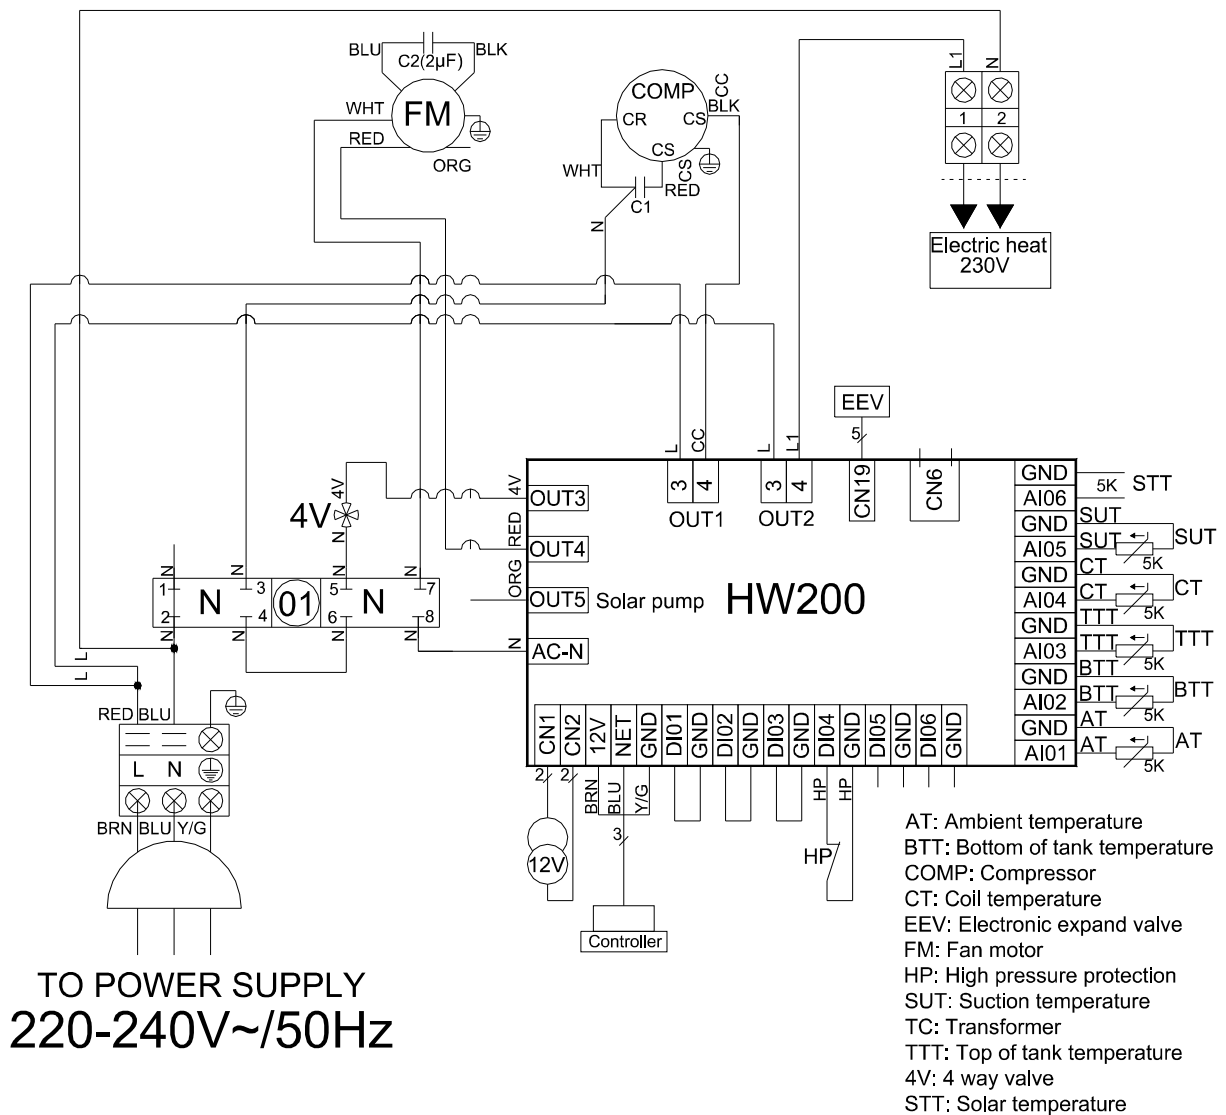 BLU
BLK
C2(2μF)
WHT
FM
RED
ORG
COMP
CC
BLK
CR
CS
CS
WHT
CS
RED
C1
N
L1
N
1
2
Electric heat
230V
EEV
5
L
CC
L
L1
3
4
3
4
CN19
CN6
OUT1
OUT2
4V
4V
N
4V
OUT3
RED
OUT4
ORG
OUT5
Solar pump
HW200
N
AC-N
N
N
N
N
1
3
5
7
N
01
N
2
4
6
8
N
N
N
N
L
L
RED
BLU
L
N
BRN
BLU
Y/G
TO POWER SUPPLY
220-240V~/50Hz
GND
AI06
GND
AI05
GND
AI04
GND
AI03
GND
AI02
GND
AI01
5K
STT
SUT
SUT
SUT
5K
CT
CT
CT
5K
TTT
TTT
TTT
5K
BTT
BTT
BTT
5K
AT
AT
AT
5K
CN1
CN2
12V
NET
GND
DI01
GND
DI02
GND
DI03
GND
DI04
GND
DI05
GND
DI06
GND
2
2
BRN
BLU
Y/G
HP
HP
3
12V
HP
Controller
AT: Ambient temperature
BTT: Bottom of tank temperature
COMP: Compressor
CT: Coil temperature
EEV: Electronic expand valve
FM: Fan motor
HP: High pressure protection
SUT: Suction temperature
TC: Transformer
TTT: Top of tank temperature
4V: 4 way valve
STT: Solar temperature